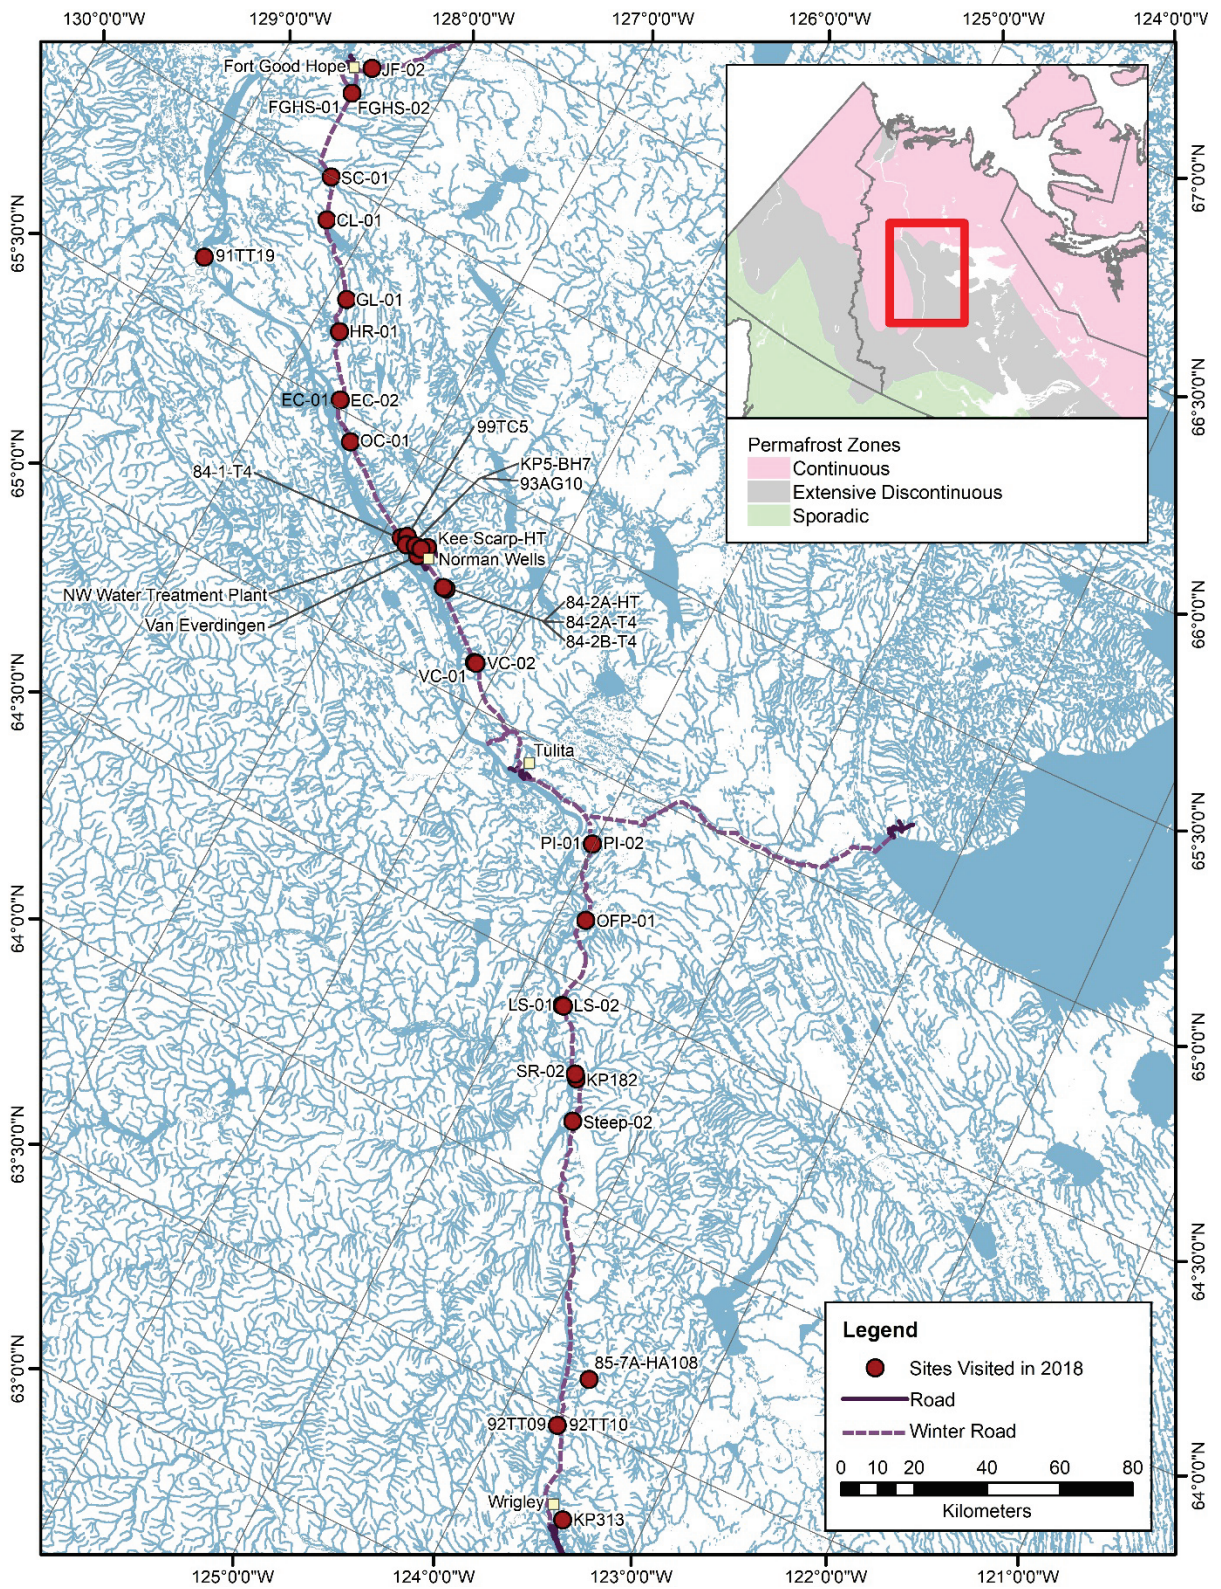 130°0'0"W
129°0'0"W
128°0'0"W
127°0'0"W
126°0'0"W
125°0'0"W
124°0'0"W
Fort Good Hope
JF-02
FGHS-01
FGHS-02
SC-01
CL-01
91TT19
GL-01
HR-01
EC-01
EC-02
OC-01
99TC5
84-1-T4
KP5-BH7
93AG10
Kee Scarp-HT
Norman Wells
NW Water Treatment Plant
Van Everdingen
84-2A-HT
84-2A-T4
84-2B-T4
VC-02
VC-01
Tulita
PI-01
PI-02
OFP-01
LS-01
LS-02
SR-02
KP182
Steep-02
85-7A-HA108
92TT09
92TT10
Wrigley
KP313
Permafrost Zones
Continuous
Extensive Discontinuous
Sporadic
Legend
Sites Visited in 2018
Road
Winter Road
0 10 20 40 60 80
Kilometers
65°30'0"N
65°0'0"N
64°30'0"N
64°0'0"N
63°30'0"N
63°0'0"N
67°0'0"N
66°30'0"N
66°0'0"N
65°30'0"N
65°0'0"N
64°30'0"N
64°0'0"N
125°0'0"W
124°0'0"W
123°0'0"W
122°0'0"W
121°0'0"W